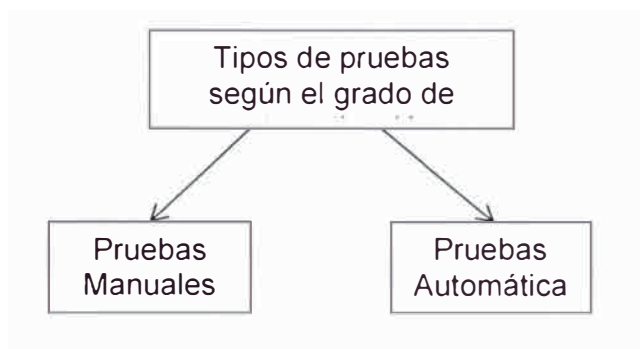 Tipos de pruebas
según el grado de
Pruebas
Manuales
Pruebas
Automática